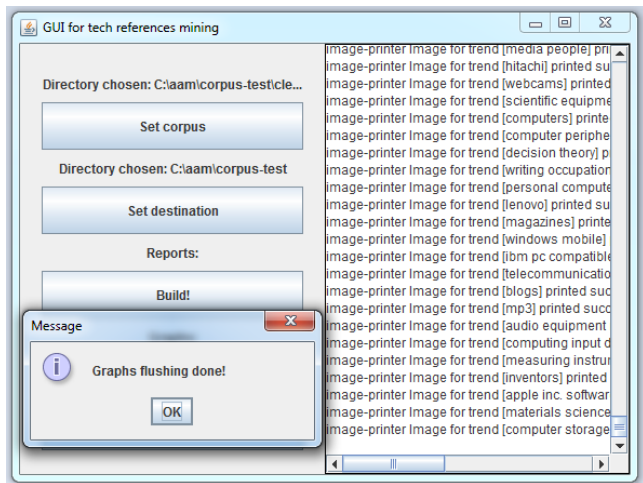 GUI for tech references mining
Directory chosen: C:\aam\corpus-test\cle...
Set corpus
Directory chosen: C:\aam\corpus-test
Set destination
Reports:
Build!
Message
Graphs flushing done!
OK
image-printer Image for trend [media people] pri
image-printer Image for trend [hitachi] printed su
image-printer Image for trend [webcams] printed
image-printer Image for trend [scientific equipme
image-printer Image for trend [computers] printe
image-printer Image for trend [computer periphe
image-printer Image for trend [decision theory] p
image-printer Image for trend [writing occupation
image-printer Image for trend [personal compute
image-printer Image for trend [lenovo] printed su
image-printer Image for trend [magazines] printe
image-printer Image for trend [windows mobile]
image-printer Image for trend [ibm pc compatible
image-printer Image for trend [telecommunicatio
image-printer Image for trend [blogs] printed suc
image-printer Image for trend [mp3] printed succ
image-printer Image for trend [audio equipment
image-printer Image for trend [computing input d
image-printer Image for trend [measuring instrur
image-printer Image for trend [inventors] printed
image-printer Image for trend [apple inc. softwar
image-printer Image for trend [materials science
image-printer Image for trend [computer storage